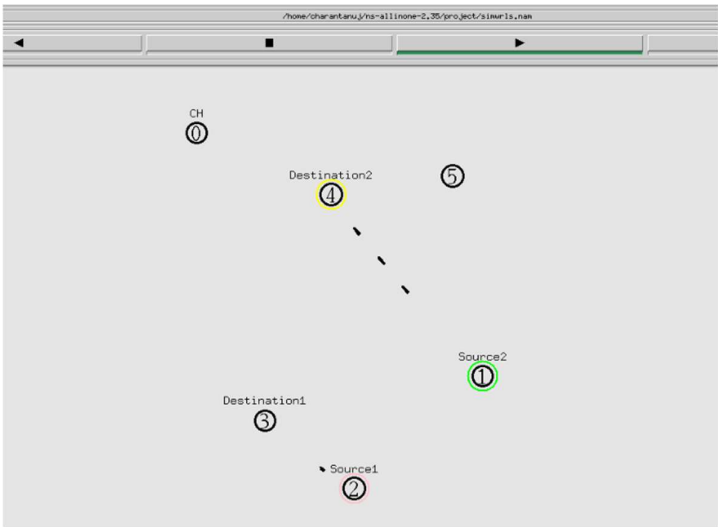 /home/charantanuj/ns-allinone-2.35/project/simwrls.nam
CH
0
Destination2
4
5
Source2
1
Destination1
3
Source1
2